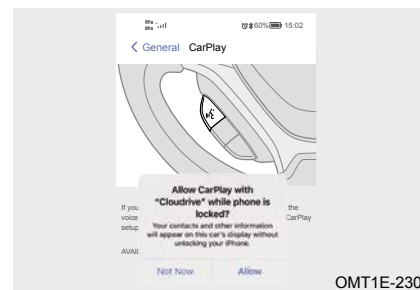 60% 15:02
General CarPlay
If you the
voice CarPlay
setup
AVAIL
Allow CarPlay with
"Cloudrive" while phone is
locked?
Your contacts and other information
will appear on this car's display without
unlocking your iPhone.
Not Now Allow
OMT1E-230